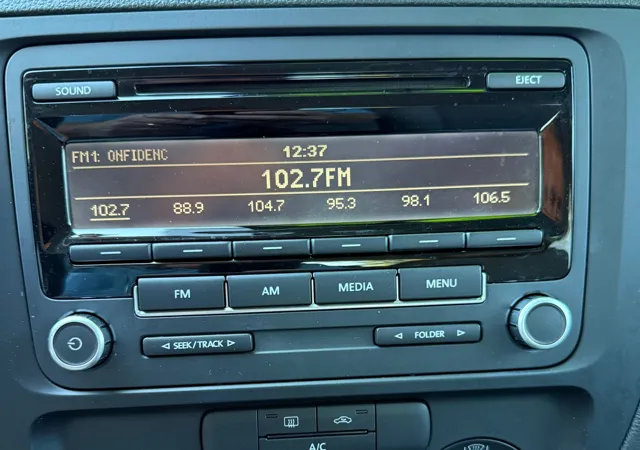 SOUND
EJECT
FM1: ONFIDENC 12:37
102.7FM
102.7 88.9 104.7 95.3 98.1 106.5
FM AM MEDIA MENU
◁ SEEK/TRACK ▷ ◁ FOLDER ▷
A/C